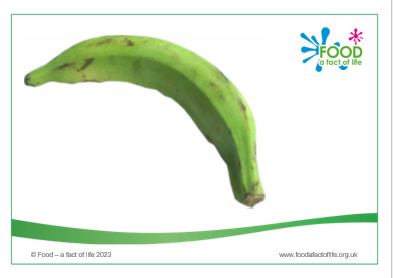 FOOD
a fact of life
© Food – a fact of life 2023
www.foodafactoflife.org.uk